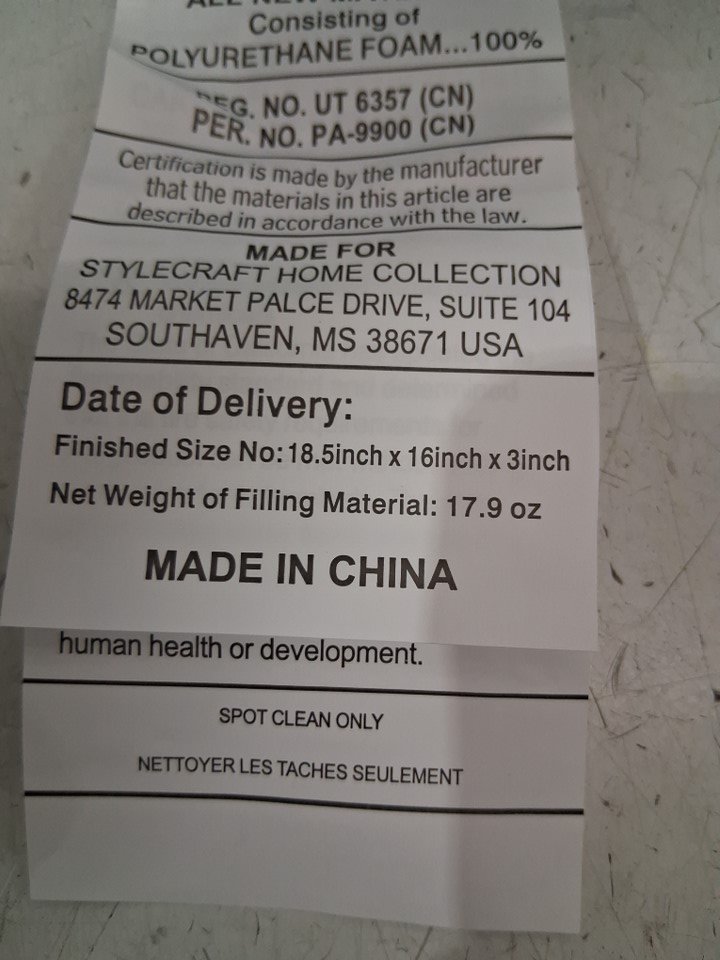 ALL NEW MATERIAL
Consisting of
POLYURETHANE FOAM...100%
REG. NO. UT 6357 (CN)
PER. NO. PA-9900 (CN)
Certification is made by the manufacturer
that the materials in this article are
described in accordance with the law.
MADE FOR
STYLECRAFT HOME COLLECTION
8474 MARKET PALCE DRIVE, SUITE 104
SOUTHAVEN, MS 38671 USA
Date of Delivery:
Finished Size No:18.5inch x 16inch x 3inch
Net Weight of Filling Material: 17.9 oz
MADE IN CHINA
human health or development.
SPOT CLEAN ONLY
NETTOYER LES TACHES SEULEMENT